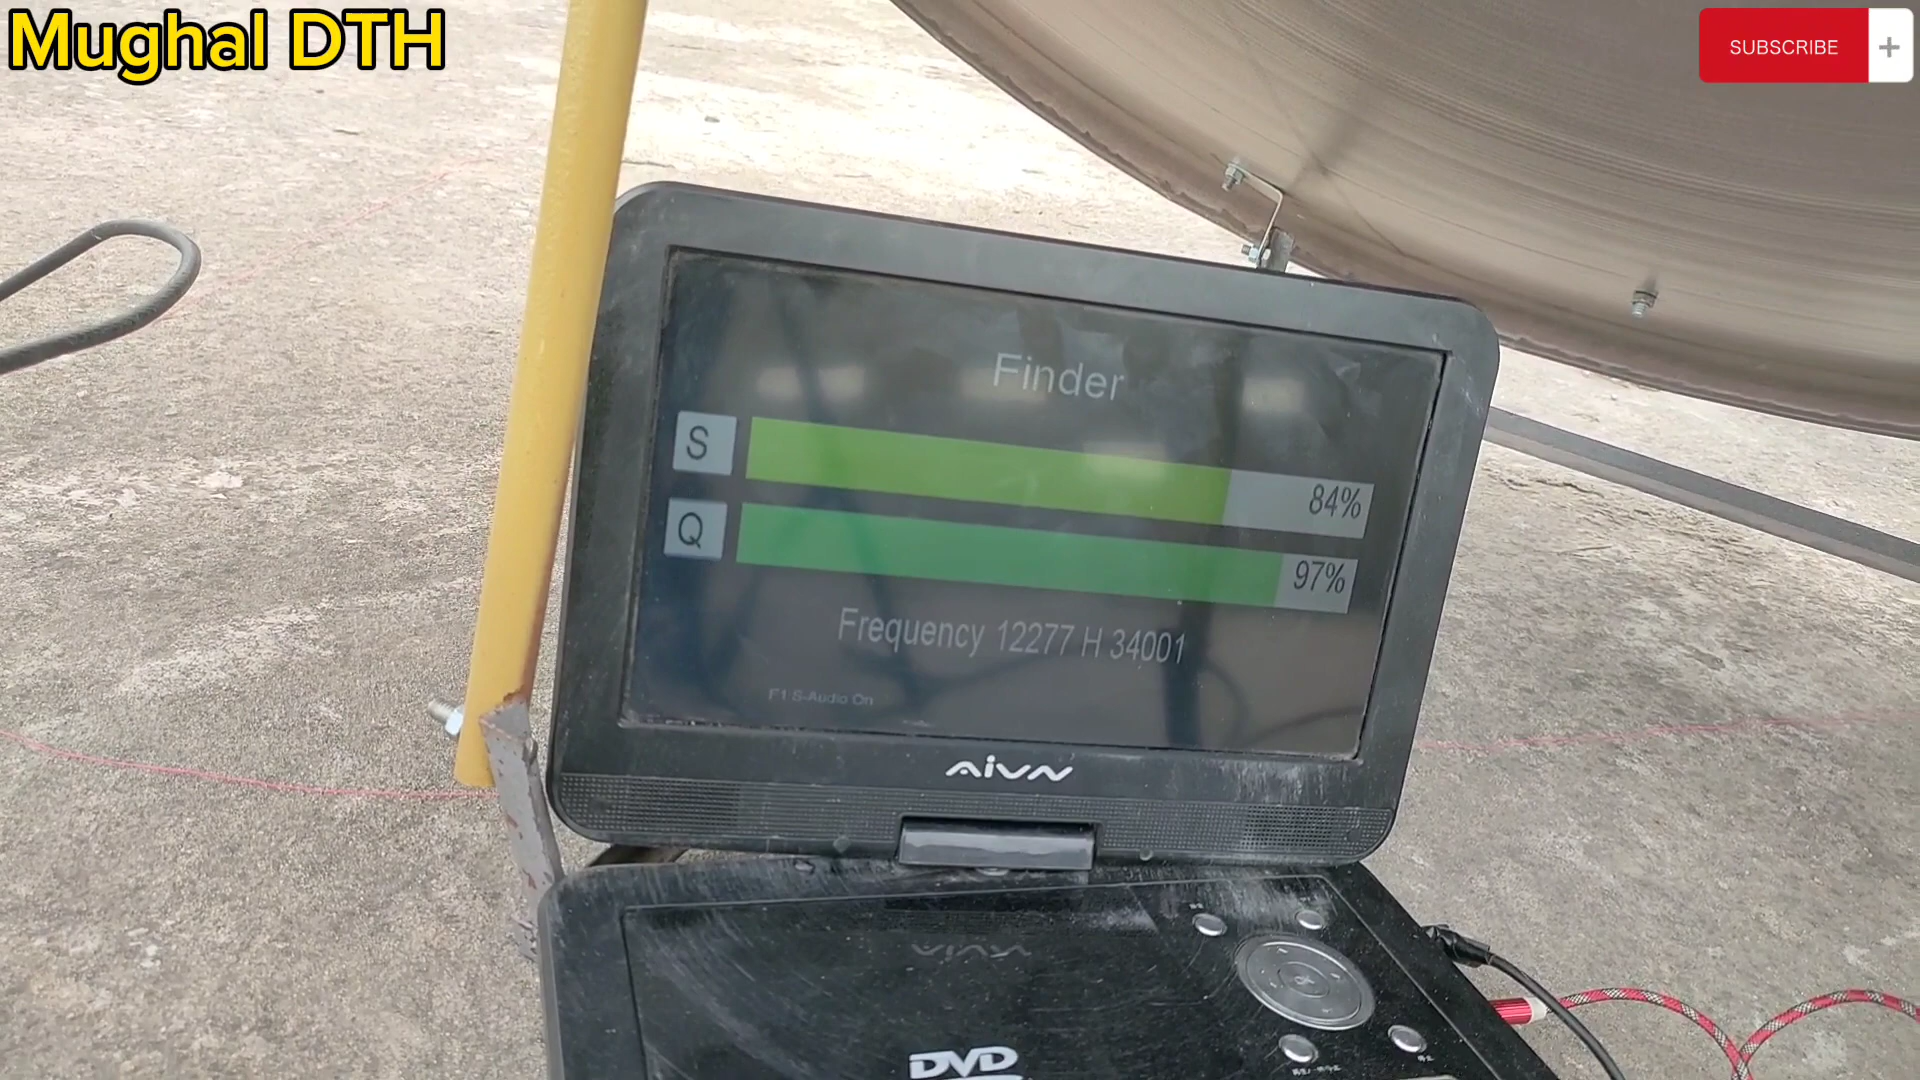 Mughal DTH
SUBSCRIBE +
Finder
S 84%
Q 97%
Frequency 12277 H 34001
F1 S-Audio On
AIVN
DVD